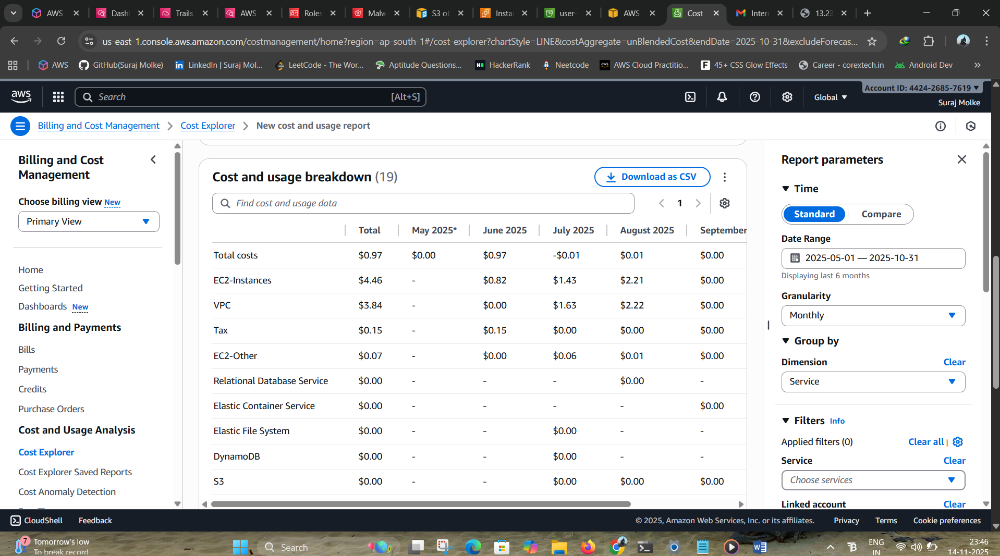 AWS
Dash
Trails
AWS
Roles
Malw
S3 ob
Insta
user-
AWS
Cost
Inter
13.23
us-east-1.console.aws.amazon.com/costmanagement/home?region=ap-south-1#/cost-explorer?chartStyle=LINE&costAggregate=unBlendedCost&endDate=2025-10-31&excludeForecas...
AWS
GitHub(Suraj Molke)
LinkedIn | Suraj Mol...
LeetCode - The Wor...
Aptitude Questions...
HackerRank
Neetcode
AWS Cloud Practitio...
45+ CSS Glow Effects
Career - corextech.in
Android Dev
aws
Search
[Alt+S]
Global
Account ID: 4424-2685-7619
Suraj Molke
Billing and Cost Management
Cost Explorer
New cost and usage report
Billing and Cost
Management
Choose billing view New
Primary View
Home
Getting Started
Dashboards New
Billing and Payments
Bills
Payments
Credits
Purchase Orders
Cost and Usage Analysis
Cost Explorer
Cost Explorer Saved Reports
Cost Anomaly Detection
Cost and usage breakdown (19)
Download as CSV
Find cost and usage data
1
Total May 2025* June 2025 July 2025 August 2025 September
Total costs $0.97 $0.00 $0.97 -$0.01 $0.01 $0.00
EC2-Instances $4.46 - $0.82 $1.43 $2.21 $0.00
VPC $3.84 - $0.00 $1.63 $2.22 $0.00
Tax $0.15 - $0.15 $0.00 $0.00 $0.00
EC2-Other $0.07 - $0.00 $0.06 $0.01 $0.00
Relational Database Service $0.00 - - - $0.00 -
Elastic Container Service $0.00 - - - - $0.00
Elastic File System $0.00 - - $0.00 - -
DynamoDB $0.00 - - $0.00 - -
S3 $0.00 - - $0.00 $0.00 $0.00
Report parameters
Time
Standard | Compare
Date Range
2025-05-01 — 2025-10-31
Displaying last 6 months
Granularity
Monthly
Group by
Dimension Clear
Service
Filters Info
Applied filters (0) Clear all |
Service Clear
Choose services
Linked account Clear
CloudShell Feedback
© 2025, Amazon Web Services, Inc. or its affiliates. Privacy Terms Cookie preferences
7
Tomorrow's low
To break record
Search
ENG
IN
23:46
14-11-2025